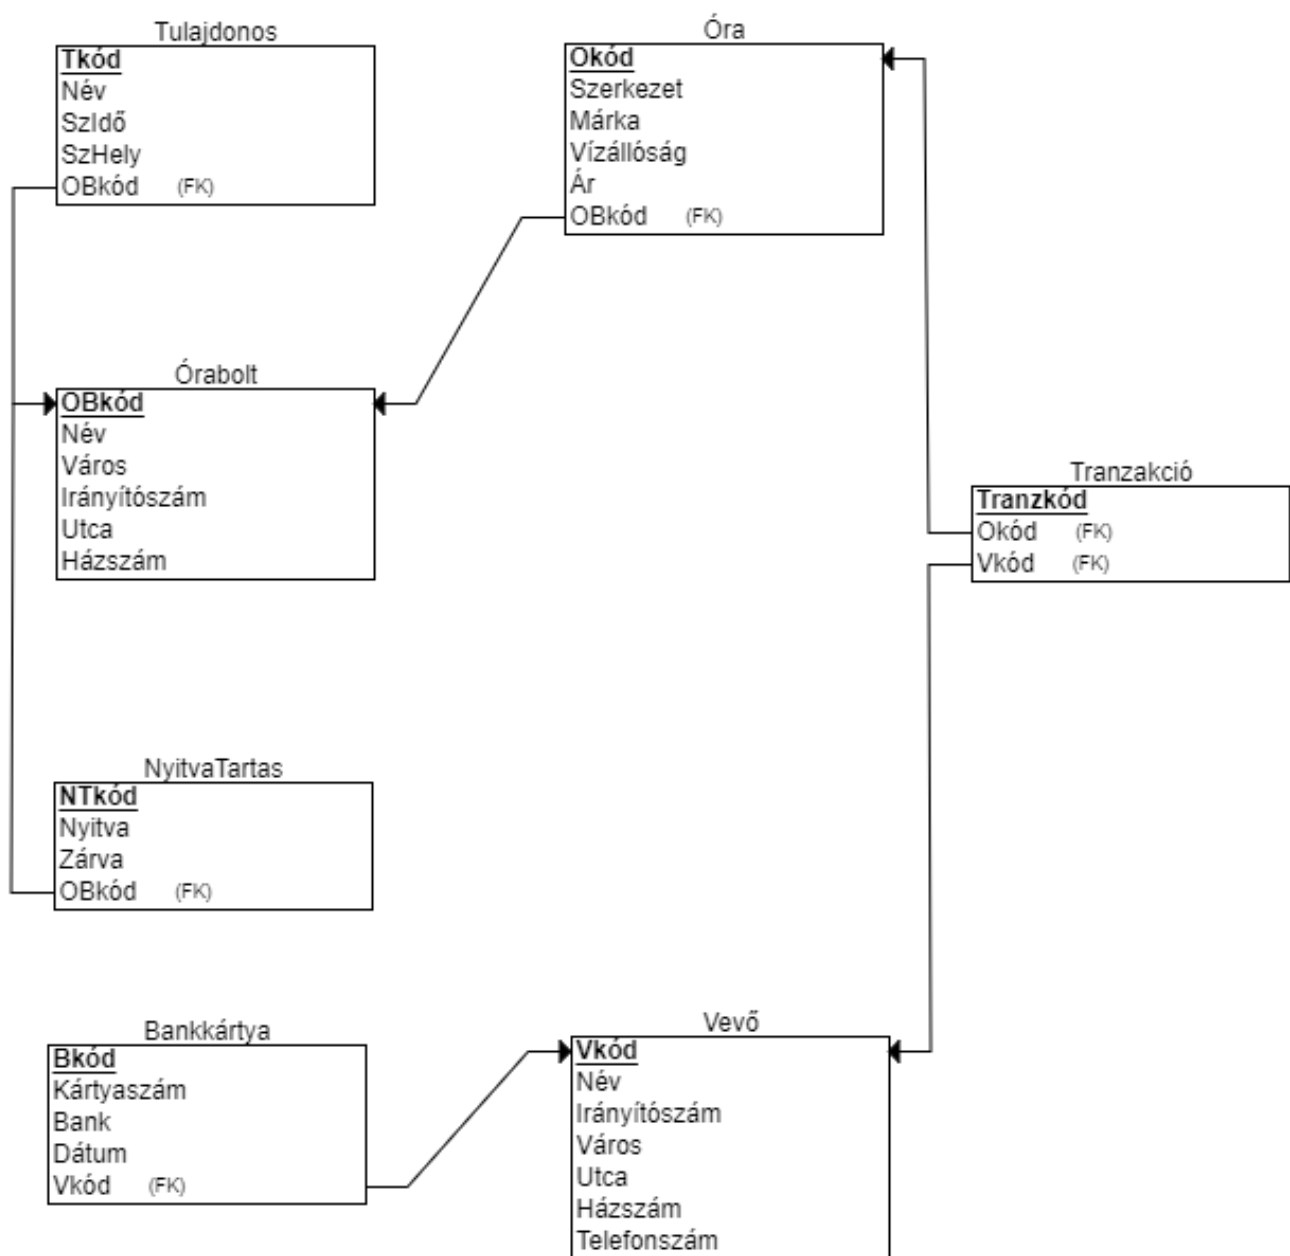 Tulajdonos
Tkód
Név
SzIdő
SzHely
OBkód (FK)
Óra
Okód
Szerkezet
Márka
Vízállóság
Ár
OBkód (FK)
Órabolt
OBkód
Név
Város
Irányítószám
Utca
Házszám
Tranzakció
Tranzkód
Okód (FK)
Vkód (FK)
NyitvaTartas
NTkód
Nyitva
Zárva
OBkód (FK)
Bankkártya
Bkód
Kártyaszám
Bank
Dátum
Vkód (FK)
Vevő
Vkód
Név
Irányítószám
Város
Utca
Házszám
Telefonszám